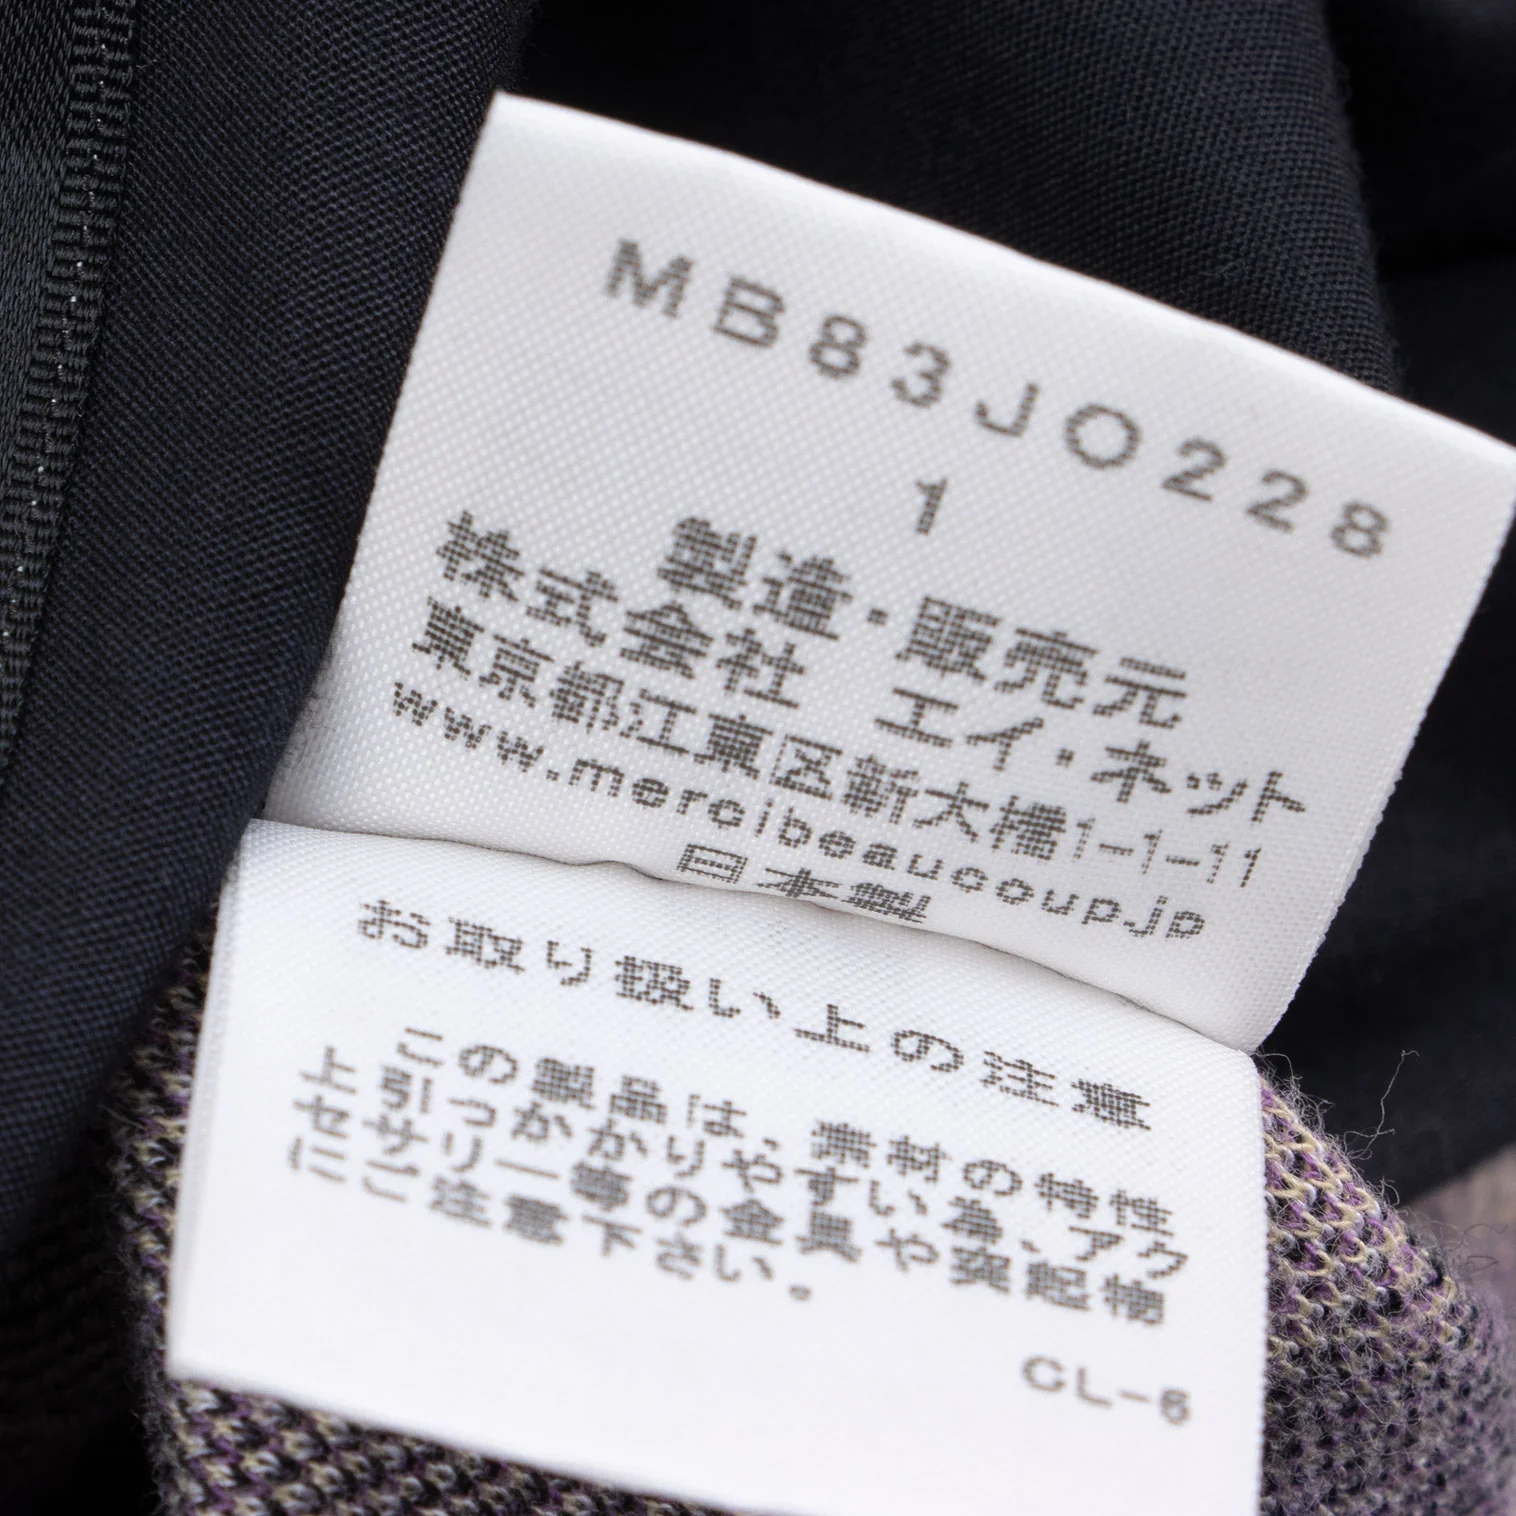 MB83JO228
1
製造・販売元
株式会社 エイ・ネット
東京都江東区新大橋1-1-11
www.mercibeaucoup.jp
日本製
お取り扱い上の注意
この製品は、素材の特性
上引っかかりやすい為、アク
セサリー等の金具や突起物
にご注意下さい。
CL-6